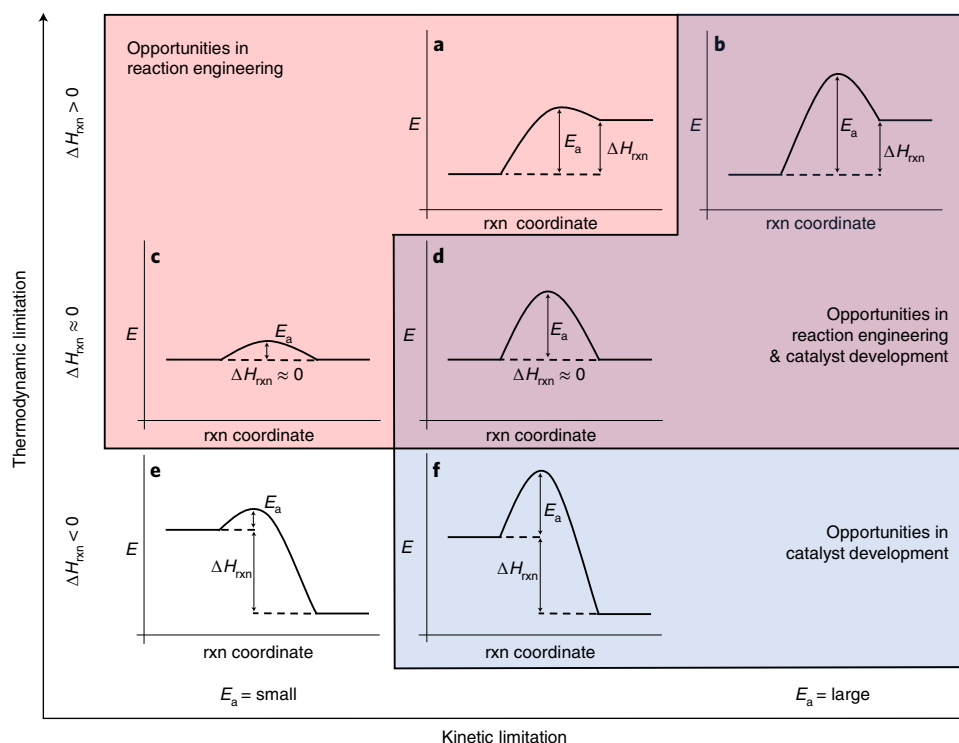 Opportunities in
reaction engineering
a
E
Eₐ
ΔHᵣₓₙ
rxn coordinate
b
E
Eₐ
ΔHᵣₓₙ
rxn coordinate
ΔHᵣₓₙ > 0
c
E
Eₐ
ΔHᵣₓₙ ≈ 0
rxn coordinate
d
E
Eₐ
ΔHᵣₓₙ ≈ 0
rxn coordinate
Opportunities in
reaction engineering
& catalyst development
ΔHᵣₓₙ ≈ 0
Thermodynamic limitation
e
E
Eₐ
ΔHᵣₓₙ
rxn coordinate
f
E
Eₐ
ΔHᵣₓₙ
rxn coordinate
Opportunities in
catalyst development
ΔHᵣₓₙ < 0
Eₐ = small
Eₐ = large
Kinetic limitation